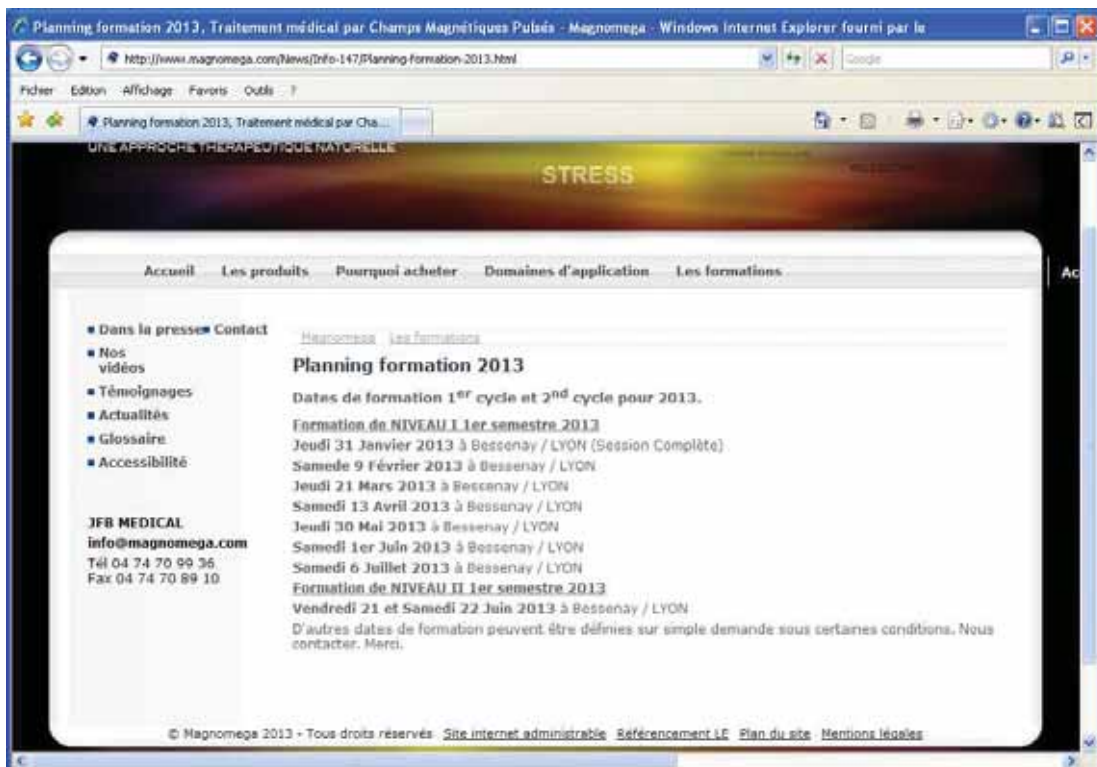 Planning formation 2013, Traitement médical par Champs Magnétiques Pulsés - Magnomega - Windows Internet Explorer fourni par le
http://www.magnomega.com/News/Info-147/Planning-formation-2013.html
Google
Fichier Edition Affichage Favoris Outils ?
Planning formation 2013, Traitement médical par Cha...
UNE APPROCHE THERAPEUTIQUE NATURELLE
STRESS
Accueil Les produits Pourquoi acheter Domaines d'application Les formations
Ac
Dans la presse Contact
Nos
vidéos
Témoignages
Actualités
Glossaire
Accessibilité
JFB MEDICAL
info@magnomega.com
Tél 04 74 70 99 36
Fax 04 74 70 89 10
Magnomega Les formations
Planning formation 2013
Dates de formation 1er cycle et 2nd cycle pour 2013.
Formation de NIVEAU I 1er semestre 2013
Jeudi 31 Janvier 2013 à Bessenay / LYON (Session Complète)
Samede 9 Février 2013 à Bessenay / LYON
Jeudi 21 Mars 2013 à Bessenay / LYON
Samedi 13 Avril 2013 à Bessenay / LYON
Jeudi 30 Mai 2013 à Bessenay / LYON
Samedi 1er Juin 2013 à Bessenay / LYON
Samedi 6 Juillet 2013 à Bessenay / LYON
Formation de NIVEAU II 1er semestre 2013
Vendredi 21 et Samedi 22 Juin 2013 à Bessenay / LYON
D'autres dates de formation peuvent être définies sur simple demande sous certaines conditions. Nous
contacter. Merci.
© Magnomega 2013 - Tous droits réservés Site internet administrable Référencement LE Plan du site Mentions légales